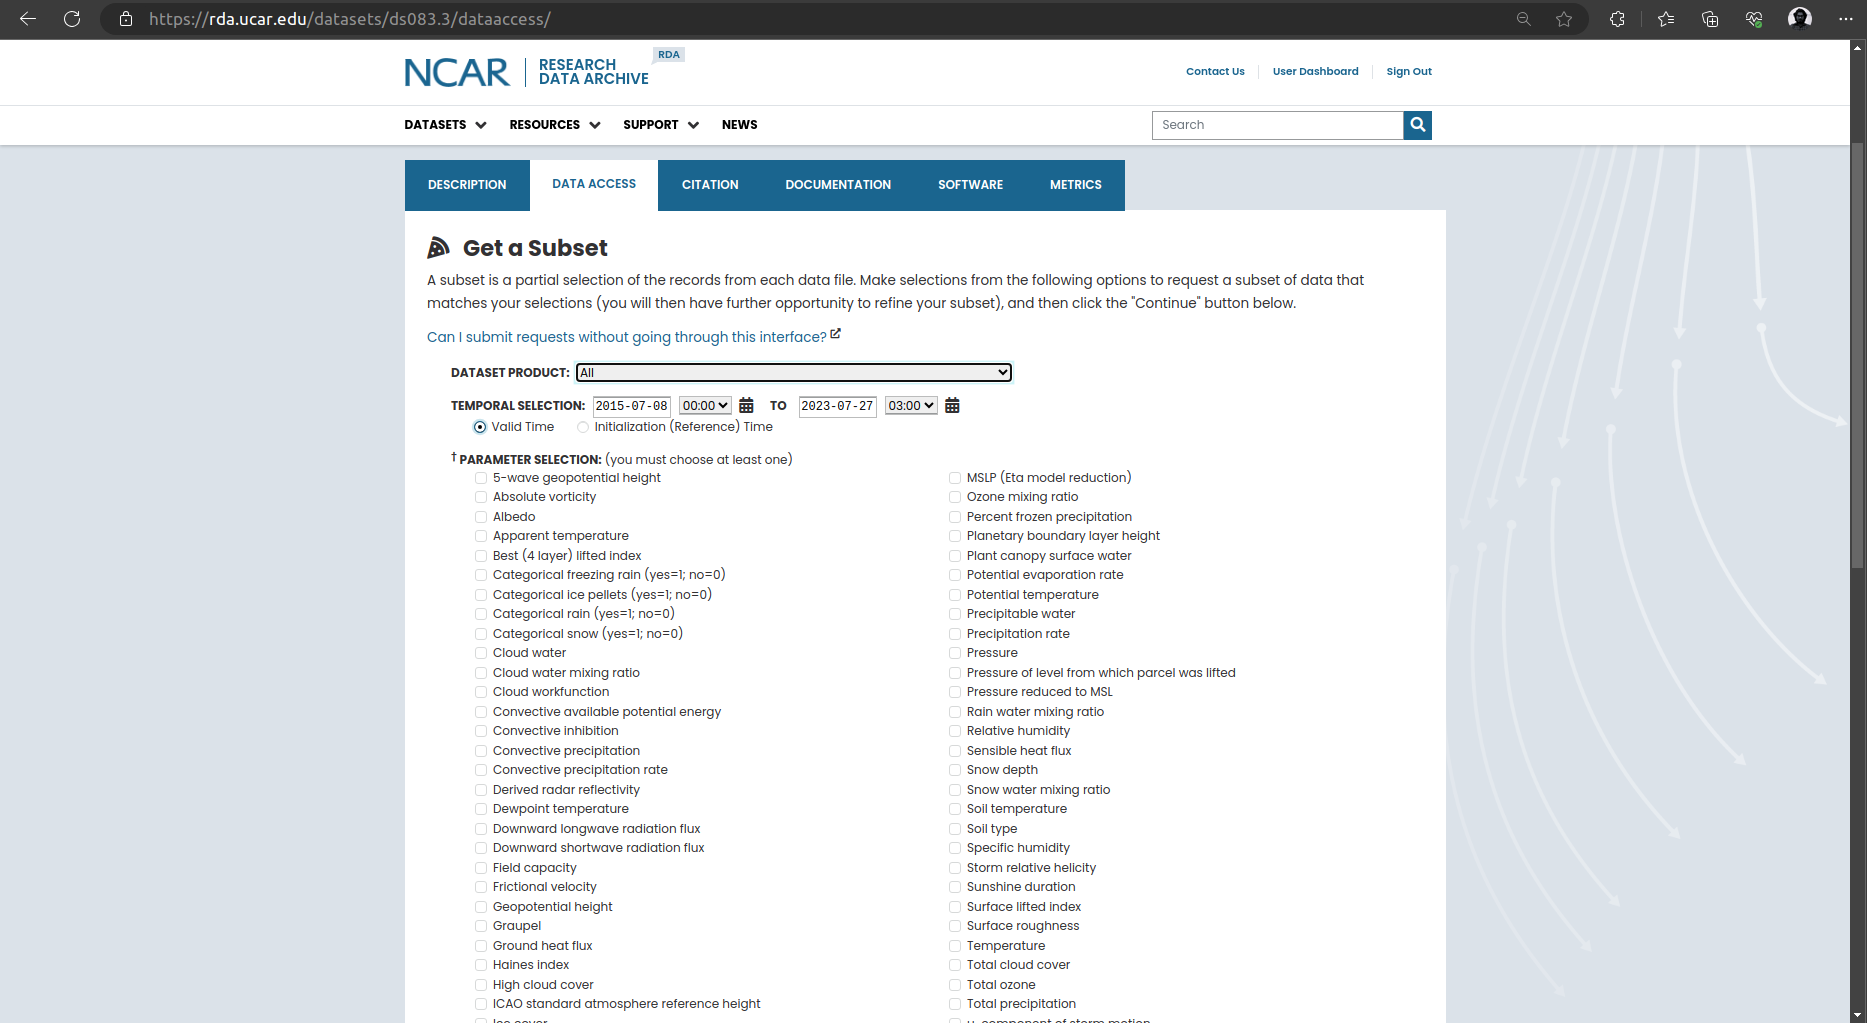 https://rda.ucar.edu/datasets/ds083.3/dataaccess/
NCAR
RESEARCH
DATA ARCHIVE
RDA
Contact Us
User Dashboard
Sign Out
DATASETS
RESOURCES
SUPPORT
NEWS
Search
DESCRIPTION
DATA ACCESS
CITATION
DOCUMENTATION
SOFTWARE
METRICS
Get a Subset
A subset is a partial selection of the records from each data file. Make selections from the following options to request a subset of data that
matches your selections (you will then have further opportunity to refine your subset), and then click the "Continue" button below.
Can I submit requests without going through this interface?
DATASET PRODUCT: All
TEMPORAL SELECTION: 2015-07-08 00:00 TO 2023-07-27 03:00
Valid Time Initialization (Reference) Time
† PARAMETER SELECTION: (you must choose at least one)
5-wave geopotential height
Absolute vorticity
Albedo
Apparent temperature
Best (4 layer) lifted index
Categorical freezing rain (yes=1; no=0)
Categorical ice pellets (yes=1; no=0)
Categorical rain (yes=1; no=0)
Categorical snow (yes=1; no=0)
Cloud water
Cloud water mixing ratio
Cloud workfunction
Convective available potential energy
Convective inhibition
Convective precipitation
Convective precipitation rate
Derived radar reflectivity
Dewpoint temperature
Downward longwave radiation flux
Downward shortwave radiation flux
Field capacity
Frictional velocity
Geopotential height
Graupel
Ground heat flux
Haines index
High cloud cover
ICAO standard atmosphere reference height
Ice cover
MSLP (Eta model reduction)
Ozone mixing ratio
Percent frozen precipitation
Planetary boundary layer height
Plant canopy surface water
Potential evaporation rate
Potential temperature
Precipitable water
Precipitation rate
Pressure
Pressure of level from which parcel was lifted
Pressure reduced to MSL
Rain water mixing ratio
Relative humidity
Sensible heat flux
Snow depth
Snow water mixing ratio
Soil temperature
Soil type
Specific humidity
Storm relative helicity
Sunshine duration
Surface lifted index
Surface roughness
Temperature
Total cloud cover
Total ozone
Total precipitation
u-component of storm motion